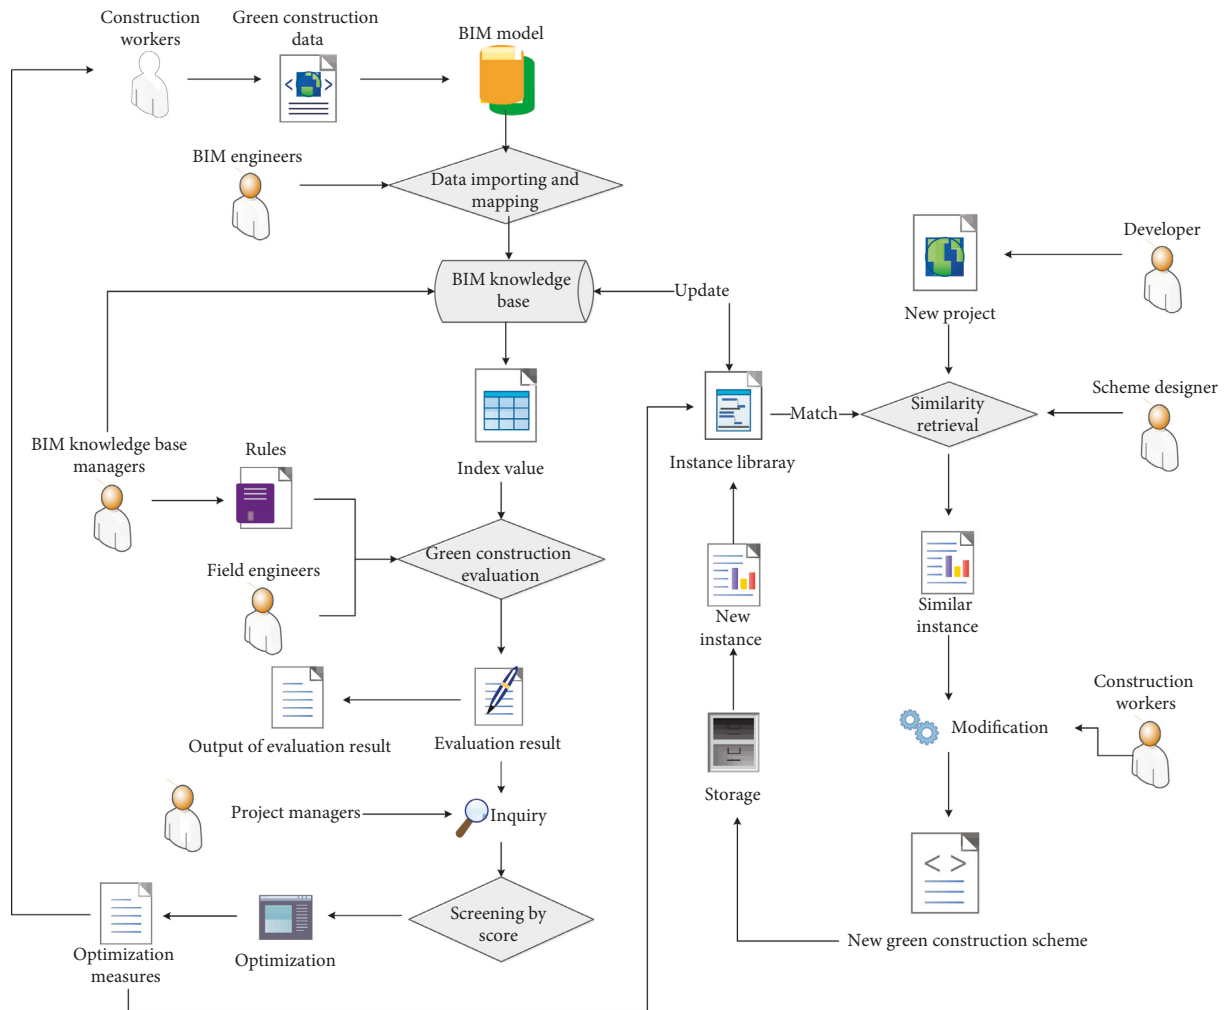 Construction
workers
Green construction
data
BIM model
BIM engineers
Data importing and
mapping
BIM knowledge
base
Update
Developer
New project
Index value
Instance libraray
Match
Similarity
retrieval
Scheme designer
BIM knowledge base
managers
Rules
Green construction
evaluation
Field engineers
New
instance
Similar
instance
Output of evaluation result
Evaluation result
Construction
workers
Modification
Project managers
Inquiry
Storage
< >
Screening by
score
Optimization
Optimization
measures
New green construction scheme